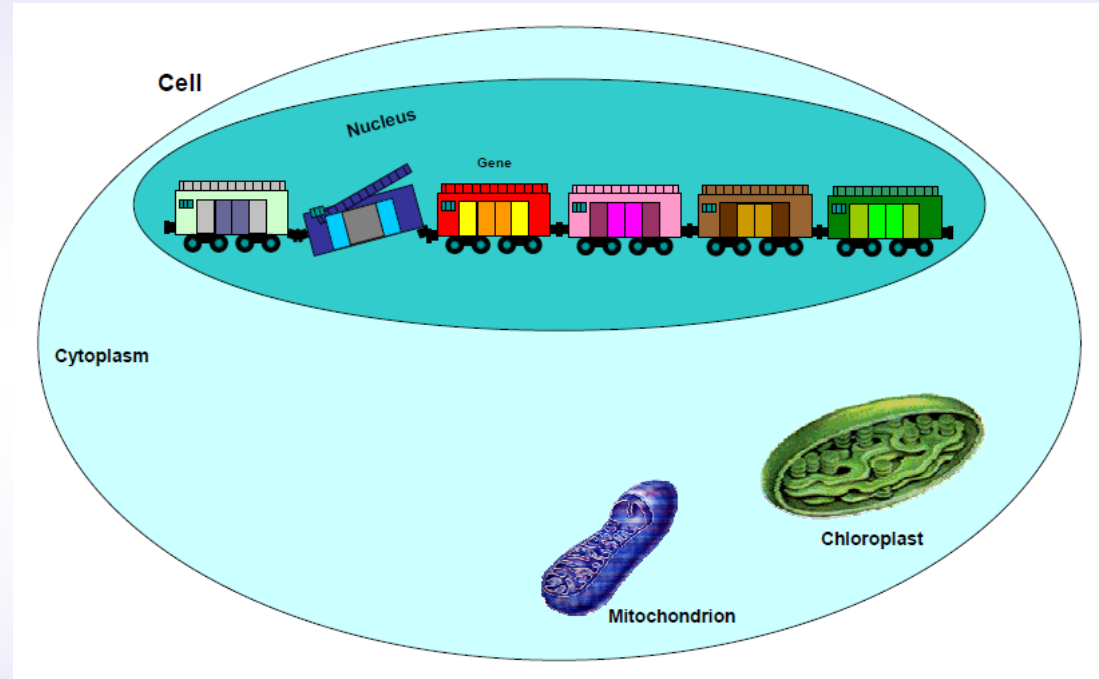 Cell
Nucleus
Gene
Cytoplasm
Chloroplast
Mitochondrion